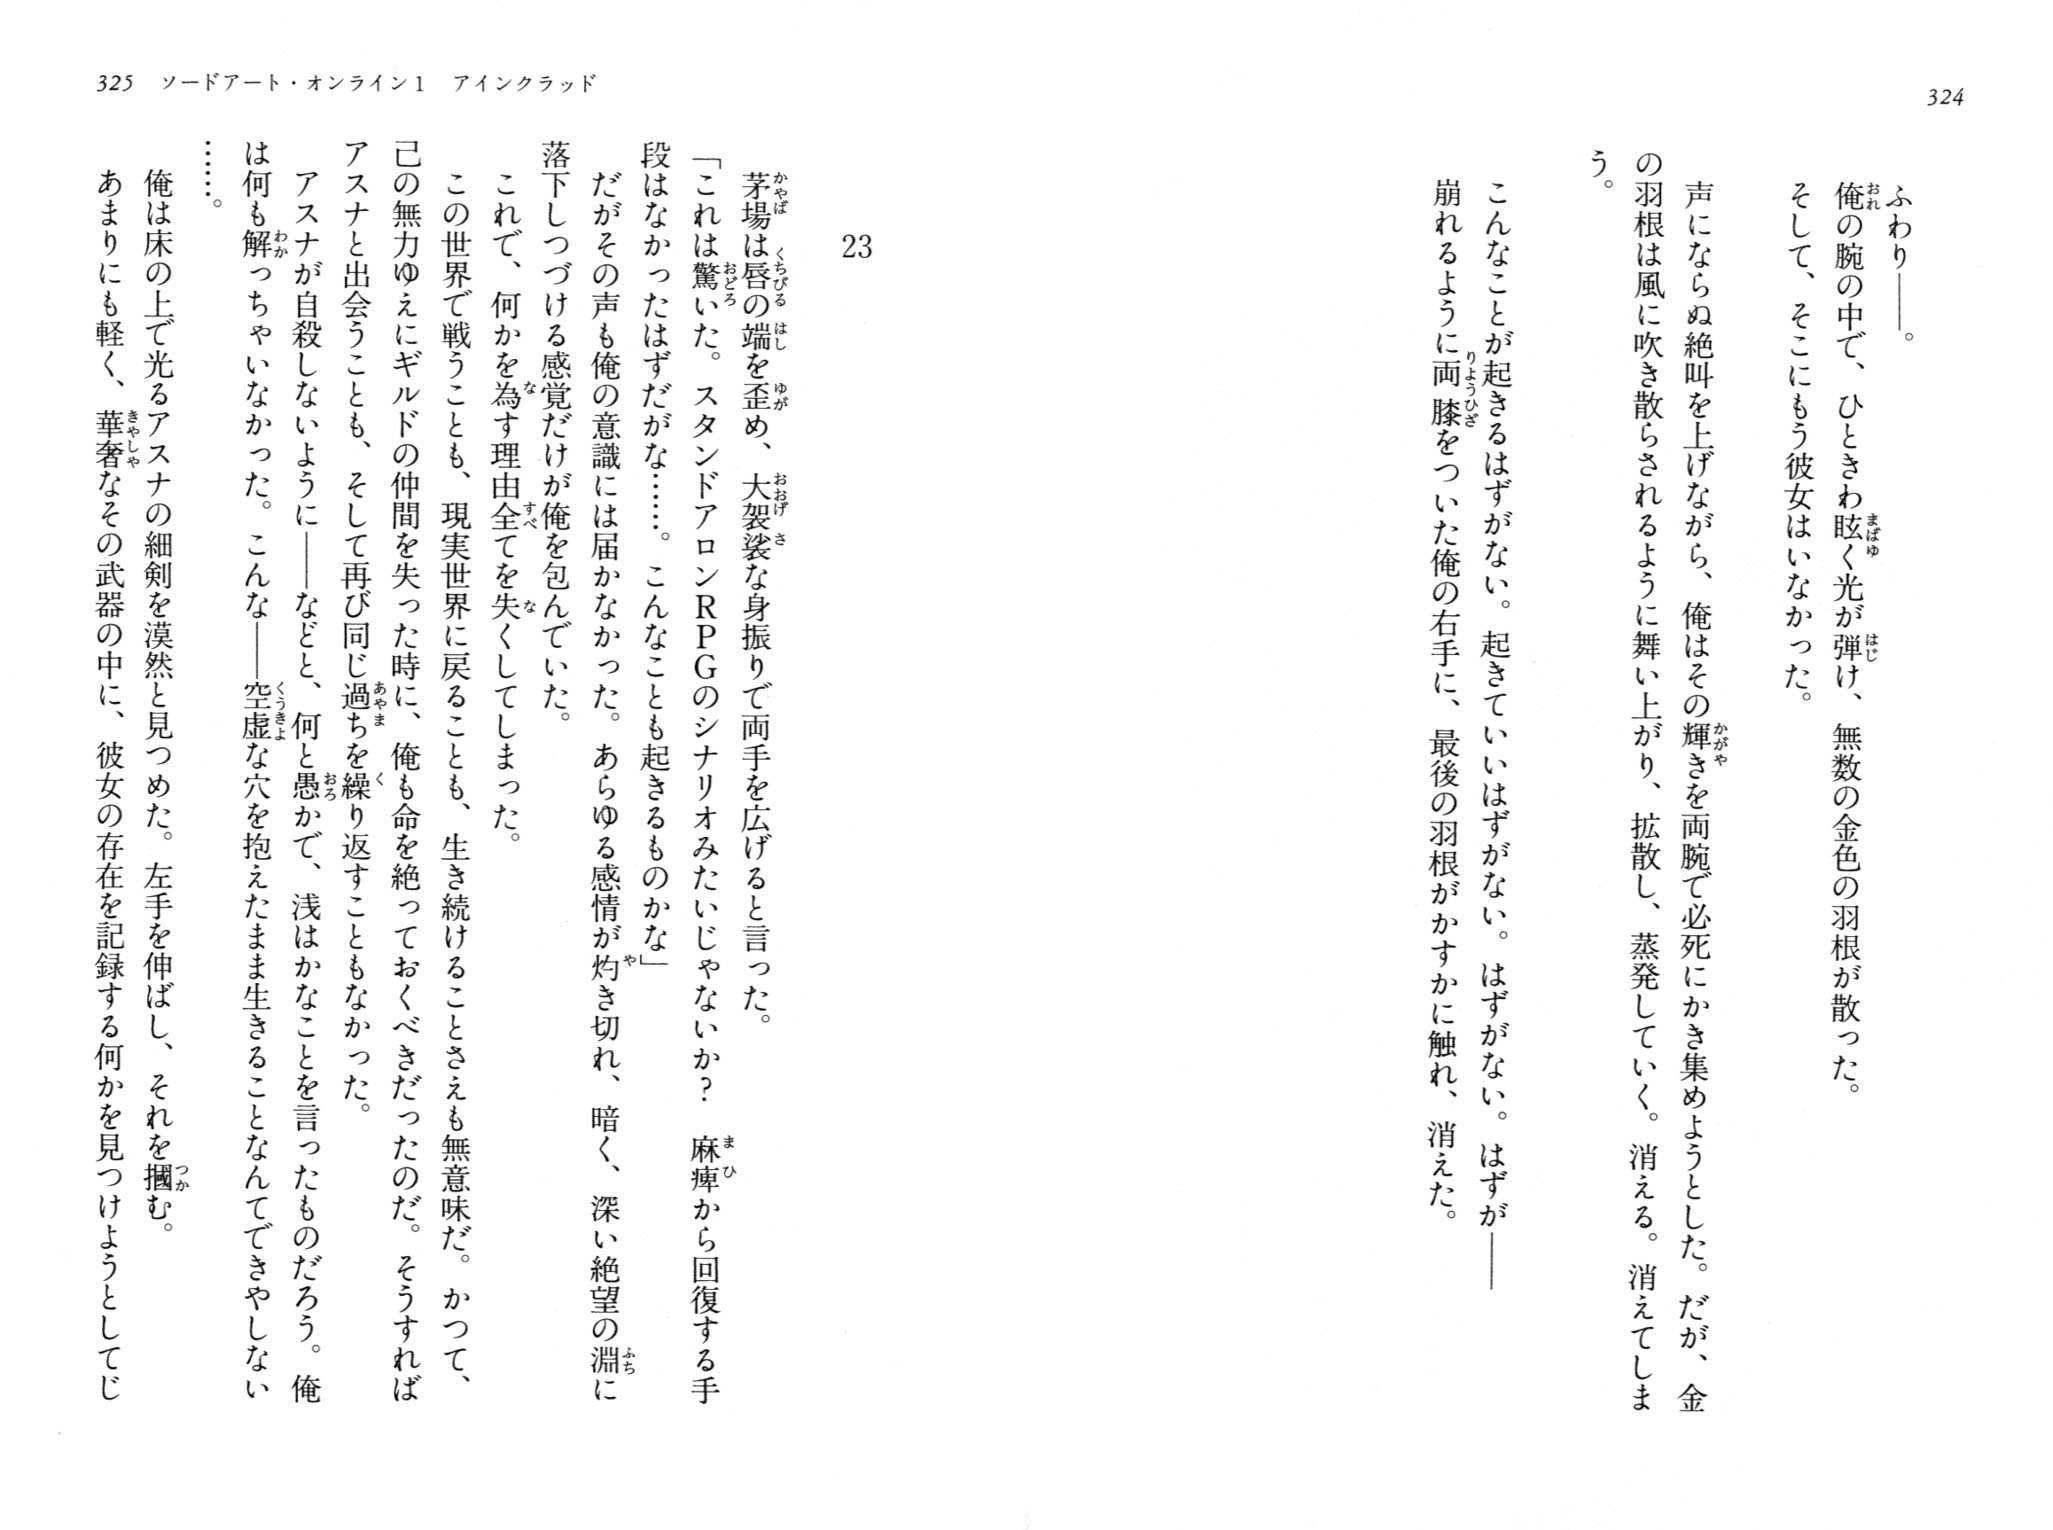 324
ふわり――。
俺の腕の中で、ひときわ眩く光が弾け、無数の金色の羽根が散った。
そして、そこにもう彼女はいなかった。
声にならぬ絶叫を上げながら、俺はその輝きを両腕で必死にかき集めようとした。だが、金
の羽根は風に吹き散らされるように舞い上がり、拡散し、蒸発していく。消える。消えてしま
う。
こんなことが起きるはずがない。起きていいはずがない。はずがない。はずが――
崩れるように両膝をついた俺の右手に、最後の羽根がかすかに触れ、消えた。
325 ソードアート・オンライン1 アインクラッド
23
茅場は唇の端を歪め、大袈裟な身振りで両手を広げると言った。
「これは驚いた。スタンドアロンRPGのシナリオみたいじゃないか? 麻痺から回復する手
段はなかったはずだがな……。こんなことも起きるものかな」
だがその声も俺の意識には届かなかった。あらゆる感情が灼き切れ、暗く、深い絶望の淵に
落下しつづける感覚だけが俺を包んでいた。
これで、何かを為す理由全てを失くしてしまった。
この世界で戦うことも、現実世界に戻ることも、生き続けることさえも無意味だ。かつて、
己の無力ゆえにギルドの仲間を失った時に、俺も命を絶っておくべきだったのだ。そうすれば
アスナと出会うことも、そして再び同じ過ちを繰り返すこともなかった。
アスナが自殺しないように――などと、何と愚かで、浅はかなことを言ったものだろう。俺
は何も解っちゃいなかった。こんな――空虚な穴を抱えたまま生きることなんてできやしない
……。
俺は床の上で光るアスナの細剣を漠然と見つめた。左手を伸ばし、それを摑む。
あまりにも軽く、華奢なその武器の中に、彼女の存在を記録する何かを見つけようとしてじ